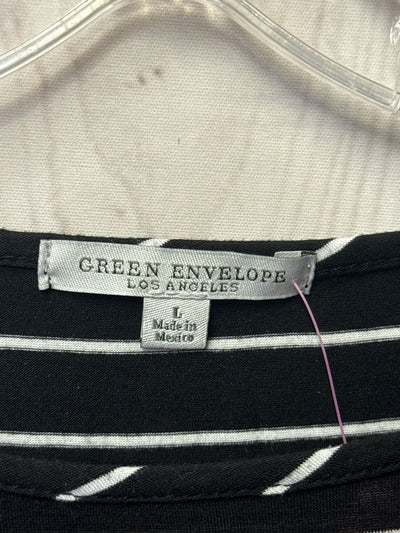 GREEN ENVELOPE
LOS ANGELES
L
Made in
Mexico